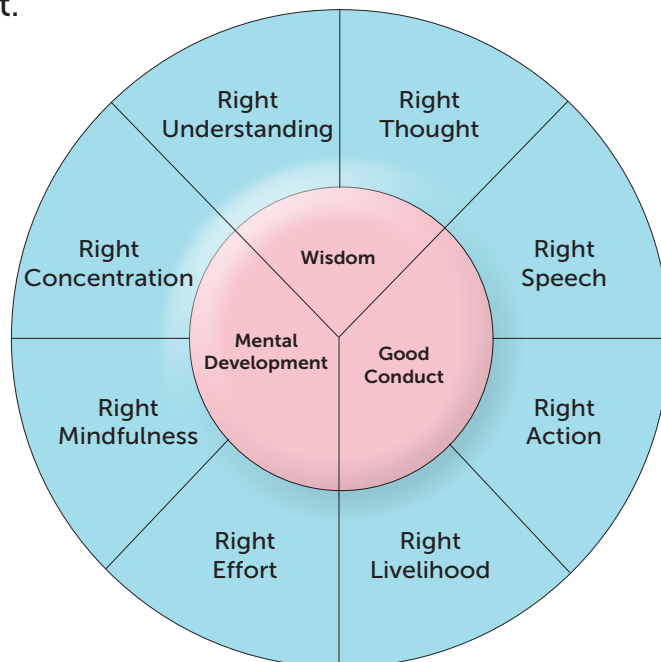 t.
Right
Understanding
Right
Thought
Right
Speech
Right
Action
Right
Livelihood
Right
Effort
Right
Mindfulness
Right
Concentration
Wisdom
Good
Conduct
Mental
Development